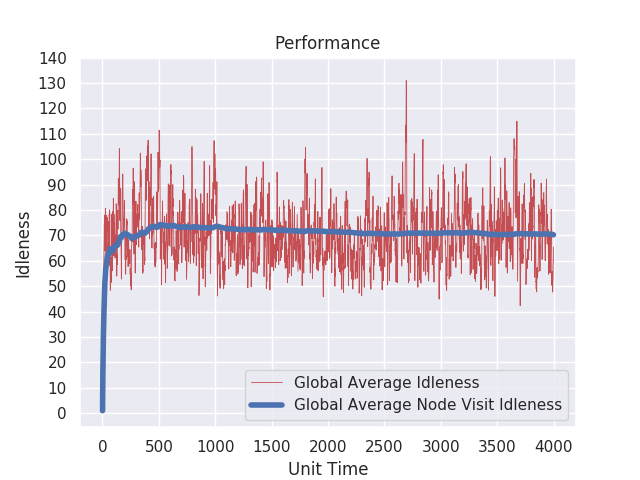 Performance
140
130
120
110
100
90
80
70
60
50
40
30
20
10
0
Idleness
Global Average Idleness
Global Average Node Visit Idleness
0 500 1000 1500 2000 2500 3000 3500 4000
Unit Time